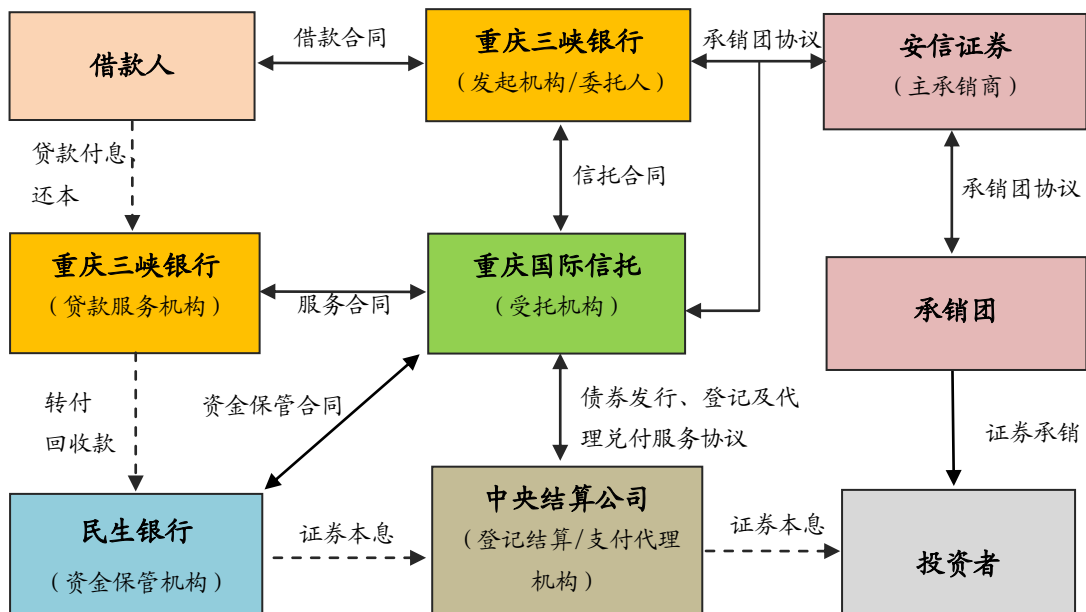 借款人
借款合同
重庆三峡银行
（发起机构/委托人）
承销团协议
安信证券
（主承销商）
贷款付息、
还本
信托合同
承销团协议
重庆三峡银行
（贷款服务机构）
服务合同
重庆国际信托
（受托机构）
承销团
转付
回收款
资金保管合同
债券发行、登记及代
理兑付服务协议
证券承销
民生银行
（资金保管机构）
证券本息
中央结算公司
（登记结算/支付代理
机构）
证券本息
投资者